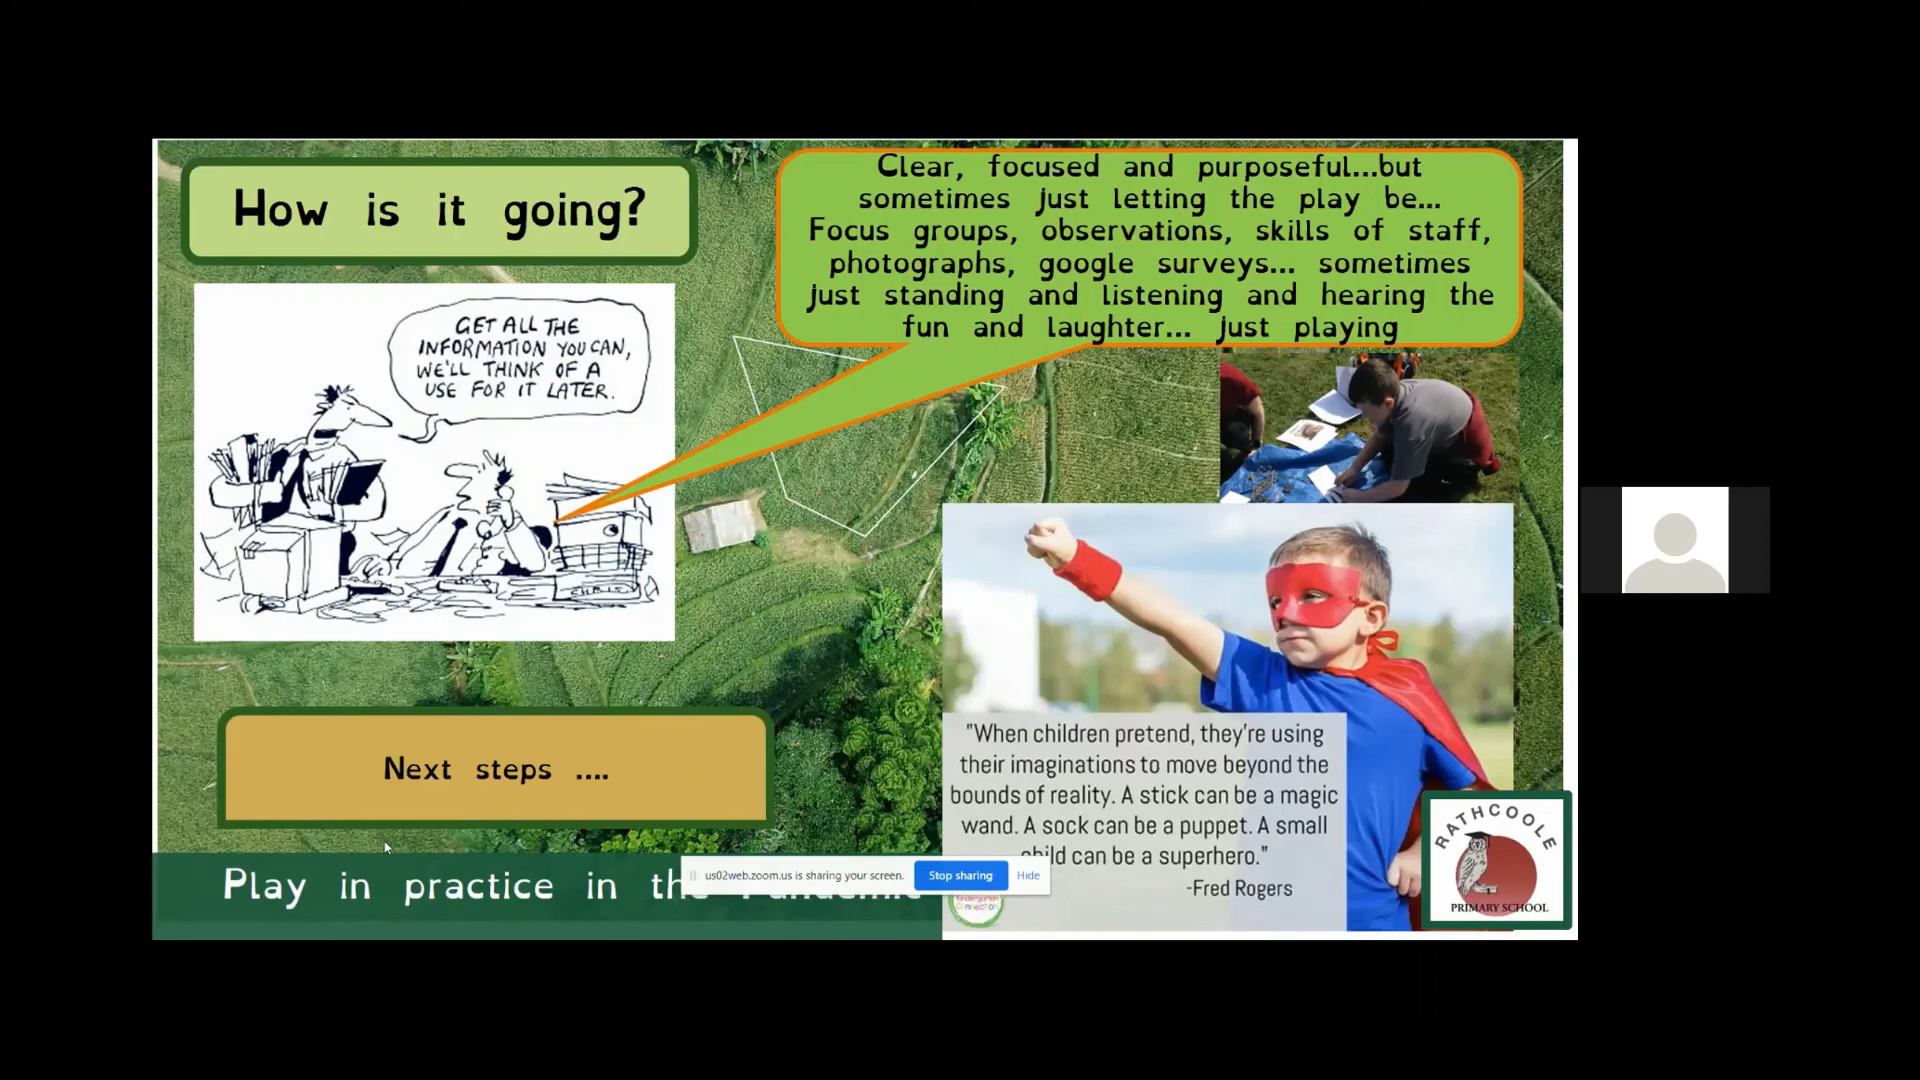 How is it going?
Clear, focused and purposeful...but
sometimes just letting the play be...
Focus groups, observations, skills of staff,
photographs, google surveys... sometimes
just standing and listening and hearing the
fun and laughter... just playing
GET ALL THE
INFORMATION YOU CAN,
WE'LL THINK OF A
USE FOR IT LATER.
CHRIS
Next steps ....
"When children pretend, they're using
their imaginations to move beyond the
bounds of reality. A stick can be a magic
wand. A sock can be a puppet. A small
child can be a superhero."
-Fred Rogers
Play in practice in the Pandemic
us02web.zoom.us is sharing your screen.
Stop sharing
Hide
Kindergarten
Connection
RATHCOOLE
PRIMARY SCHOOL